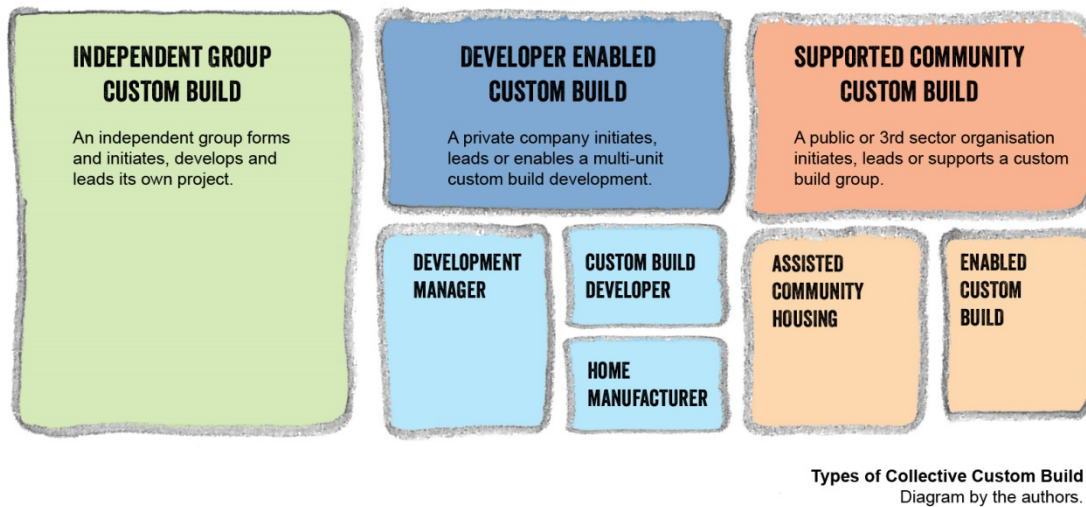 INDEPENDENT GROUP
CUSTOM BUILD
An independent group forms
and initiates, develops and
leads its own project.
DEVELOPER ENABLED
CUSTOM BUILD
A private company initiates,
leads or enables a multi-unit
custom build development.
SUPPORTED COMMUNITY
CUSTOM BUILD
A public or 3rd sector organisation
initiates, leads or supports a custom
build group.
DEVELOPMENT
MANAGER
CUSTOM BUILD
DEVELOPER
HOME
MANUFACTURER
ASSISTED
COMMUNITY
HOUSING
ENABLED
CUSTOM
BUILD
Types of Collective Custom Build
Diagram by the authors.